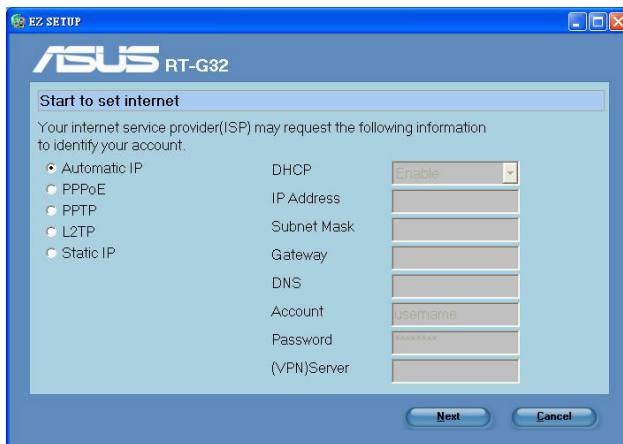 EZ SETUP
ASUS RT-G32
Start to set internet
Your internet service provider(ISP) may request the following information
to identify your account.
Automatic IP
PPPoE
PPTP
L2TP
Static IP
DHCP Enable
IP Address
Subnet Mask
Gateway
DNS
Account username
Password ********
(VPN)Server
Next Cancel